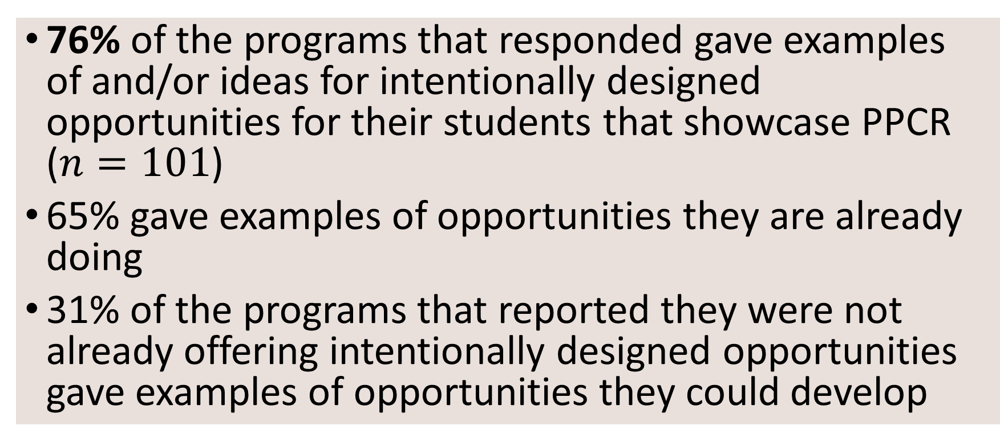 • 76% of the programs that responded gave examples
of and/or ideas for intentionally designed
opportunities for their students that showcase PPCR
(n = 101)
• 65% gave examples of opportunities they are already
doing
• 31% of the programs that reported they were not
already offering intentionally designed opportunities
gave examples of opportunities they could develop